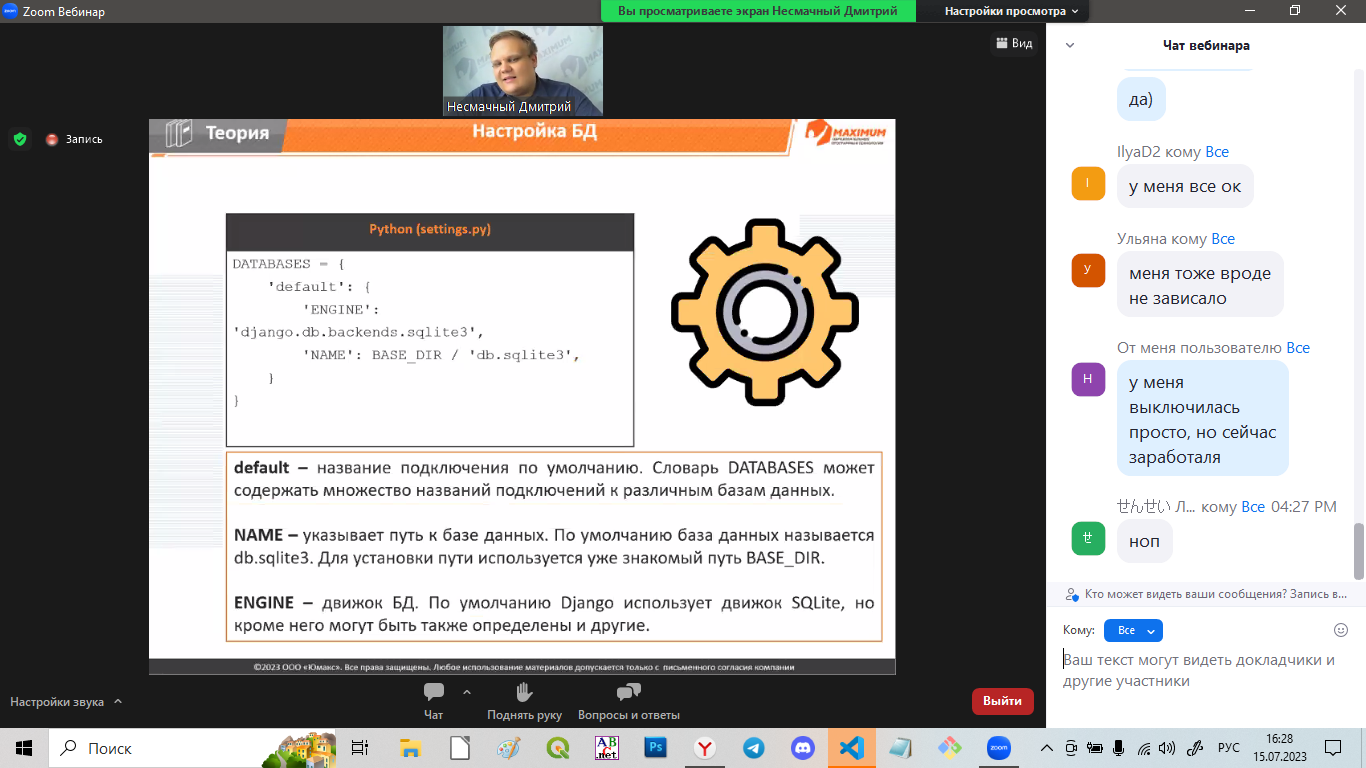 Zoom Вебинар
Вы просматриваете экран Несмачный Дмитрий
Настройки просмотра
Вид
Запись
Несмачный Дмитрий
Теория
Настройка БД
MAXIMUM
Python (settings.py)
DATABASES = {
'default': {
'ENGINE':
'django.db.backends.sqlite3',
'NAME': BASE_DIR / 'db.sqlite3',
}
}
default – название подключения по умолчанию. Словарь DATABASES может
содержать множество названий подключений к различным базам данных.
NAME – указывает путь к базе данных. По умолчанию база данных называется
db.sqlite3. Для установки пути используется уже знакомый путь BASE_DIR.
ENGINE – движок БД. По умолчанию Django использует движок SQLite, но
кроме него могут быть также определены и другие.
©2023 ООО «Юмакс». Все права защищены. Любое использование материалов допускается только с письменного согласия компании
Настройки звука
Чат
Поднять руку
Вопросы и ответы
Выйти
Чат вебинара
да)
IlyaD2 кому Все
I
у меня все ок
Ульяна кому Все
У
меня тоже вроде
не зависало
От меня пользователю Все
Н
у меня
выключилась
просто, но сейчас
заработаля
せんせい Л... кому Все 04:27 PM
せ
ноп
Кто может видеть ваши сообщения? Запись в...
Кому:
Все
Ваш текст могут видеть докладчики и
другие участники
Поиск
ABC
.net
Ps
zoom
РУС
16:28
15.07.2023